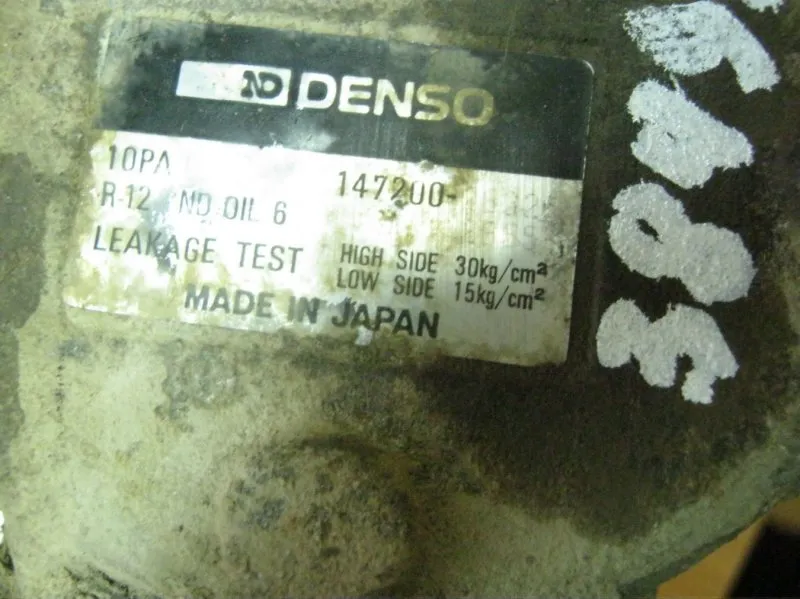 ND DENSO
10PA 147200-
R-12 ND OIL 6
LEAKAGE TEST HIGH SIDE 30kg/cm²
LOW SIDE 15kg/cm²
MADE IN JAPAN